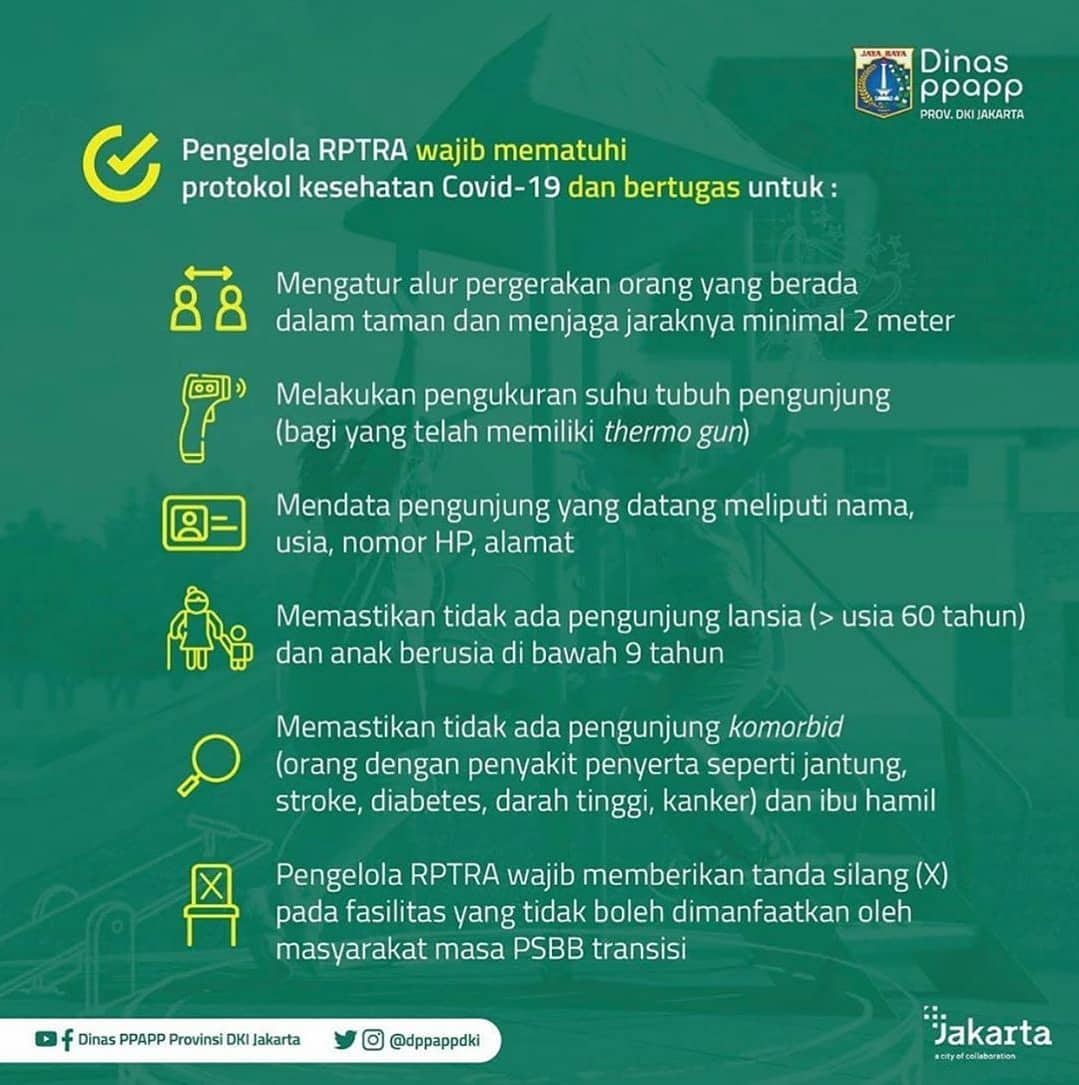 JAYA RAYA
Dinas
ppapp
PROV. DKI JAKARTA
Pengelola RPTRA wajib mematuhi
protokol kesehatan Covid-19 dan bertugas untuk :
Mengatur alur pergerakan orang yang berada
dalam taman dan menjaga jaraknya minimal 2 meter
Melakukan pengukuran suhu tubuh pengunjung
(bagi yang telah memiliki thermo gun)
Mendata pengunjung yang datang meliputi nama,
usia, nomor HP, alamat
Memastikan tidak ada pengunjung lansia (> usia 60 tahun)
dan anak berusia di bawah 9 tahun
Memastikan tidak ada pengunjung komorbid
(orang dengan penyakit penyerta seperti jantung,
stroke, diabetes, darah tinggi, kanker) dan ibu hamil
Pengelola RPTRA wajib memberikan tanda silang (X)
pada fasilitas yang tidak boleh dimanfaatkan oleh
masyarakat masa PSBB transisi
Dinas PPAPP Provinsi DKI Jakarta @dppappdki
Jakarta
a city of collaboration